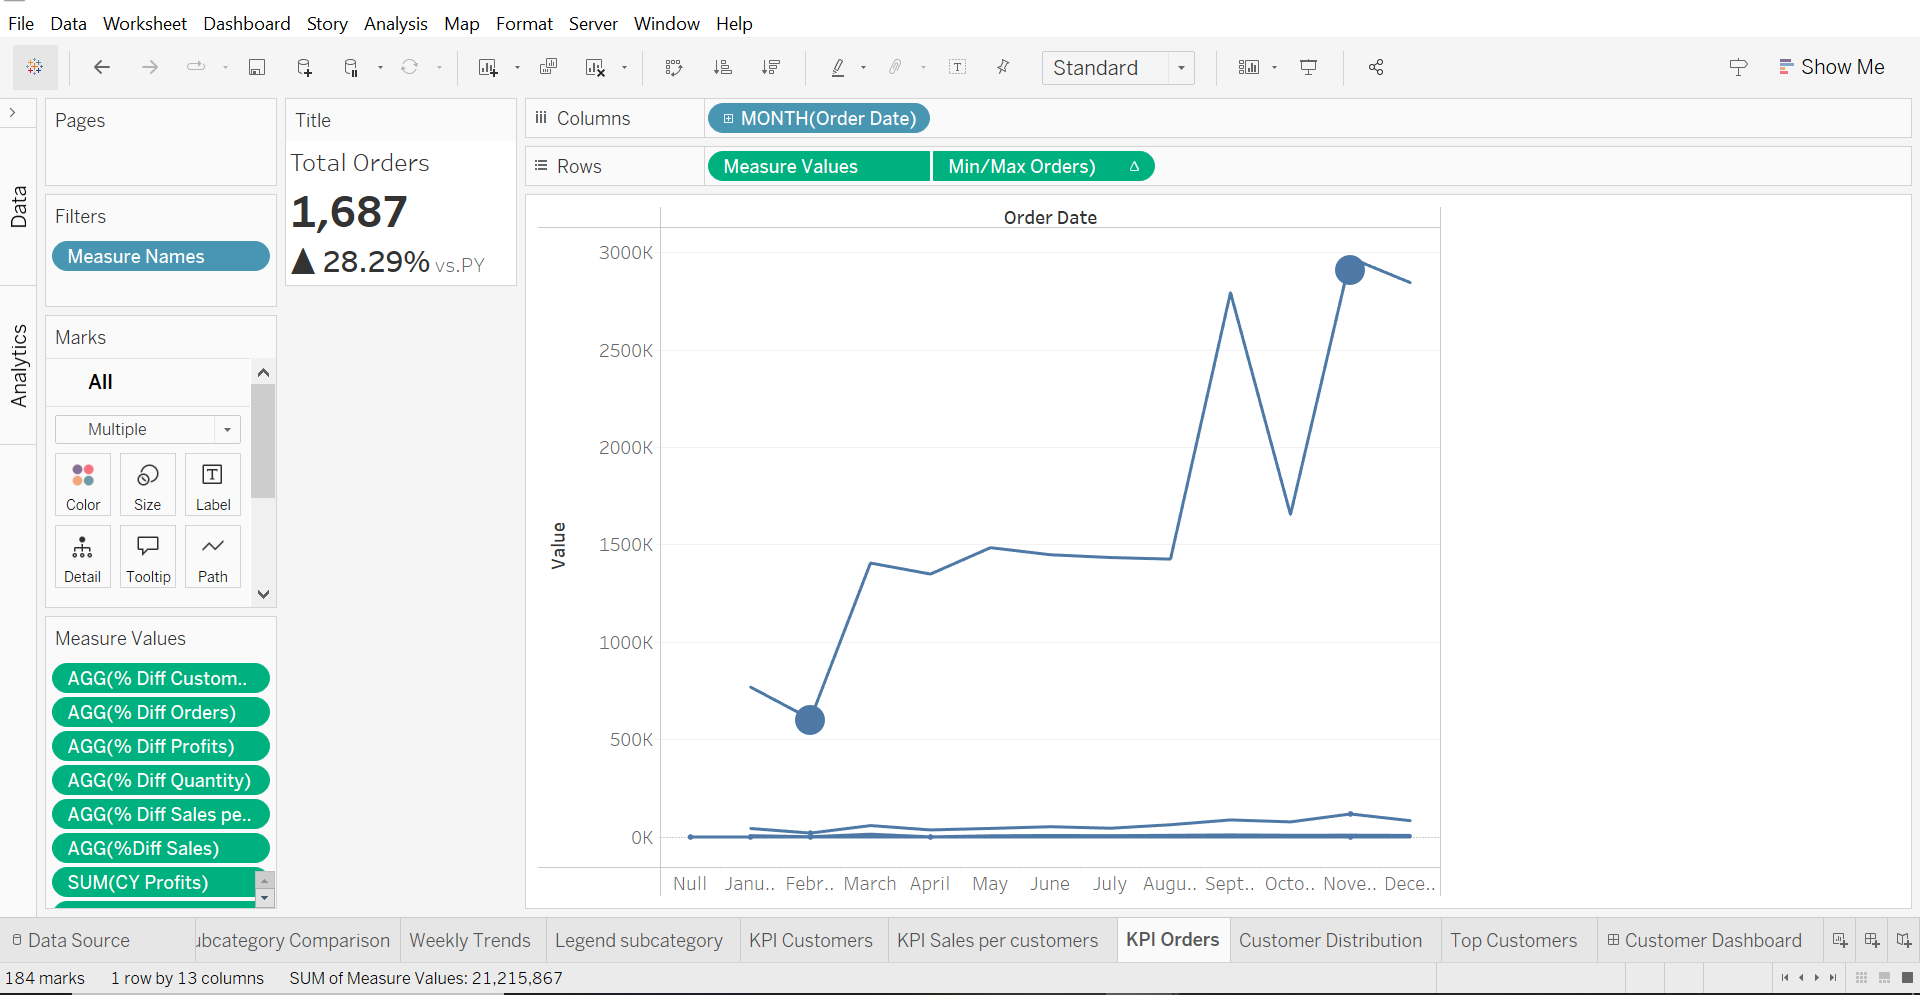 File Data Worksheet Dashboard Story Analysis Map Format Server Window Help
Standard
Show Me
Data
Analytics
Pages
Filters
Measure Names
Marks
All
Multiple
Color Size Label
Detail Tooltip Path
Measure Values
AGG(% Diff Custom..
AGG(% Diff Orders)
AGG(% Diff Profits)
AGG(% Diff Quantity)
AGG(% Diff Sales pe..
AGG(%Diff Sales)
SUM(CY Profits)
Title
Total Orders
1,687
▲ 28.29% vs.PY
Columns MONTH(Order Date)
Rows Measure Values Min/Max Orders) Δ
Order Date
Value
3000K
2500K
2000K
1500K
1000K
500K
0K
Null Janu.. Febr.. March April May June July Augu.. Sept.. Octo.. Nove.. Dece..
Data Source ubcategory Comparison Weekly Trends Legend subcategory KPI Customers KPI Sales per customers KPI Orders Customer Distribution Top Customers Customer Dashboard
184 marks 1 row by 13 columns SUM of Measure Values: 21,215,867